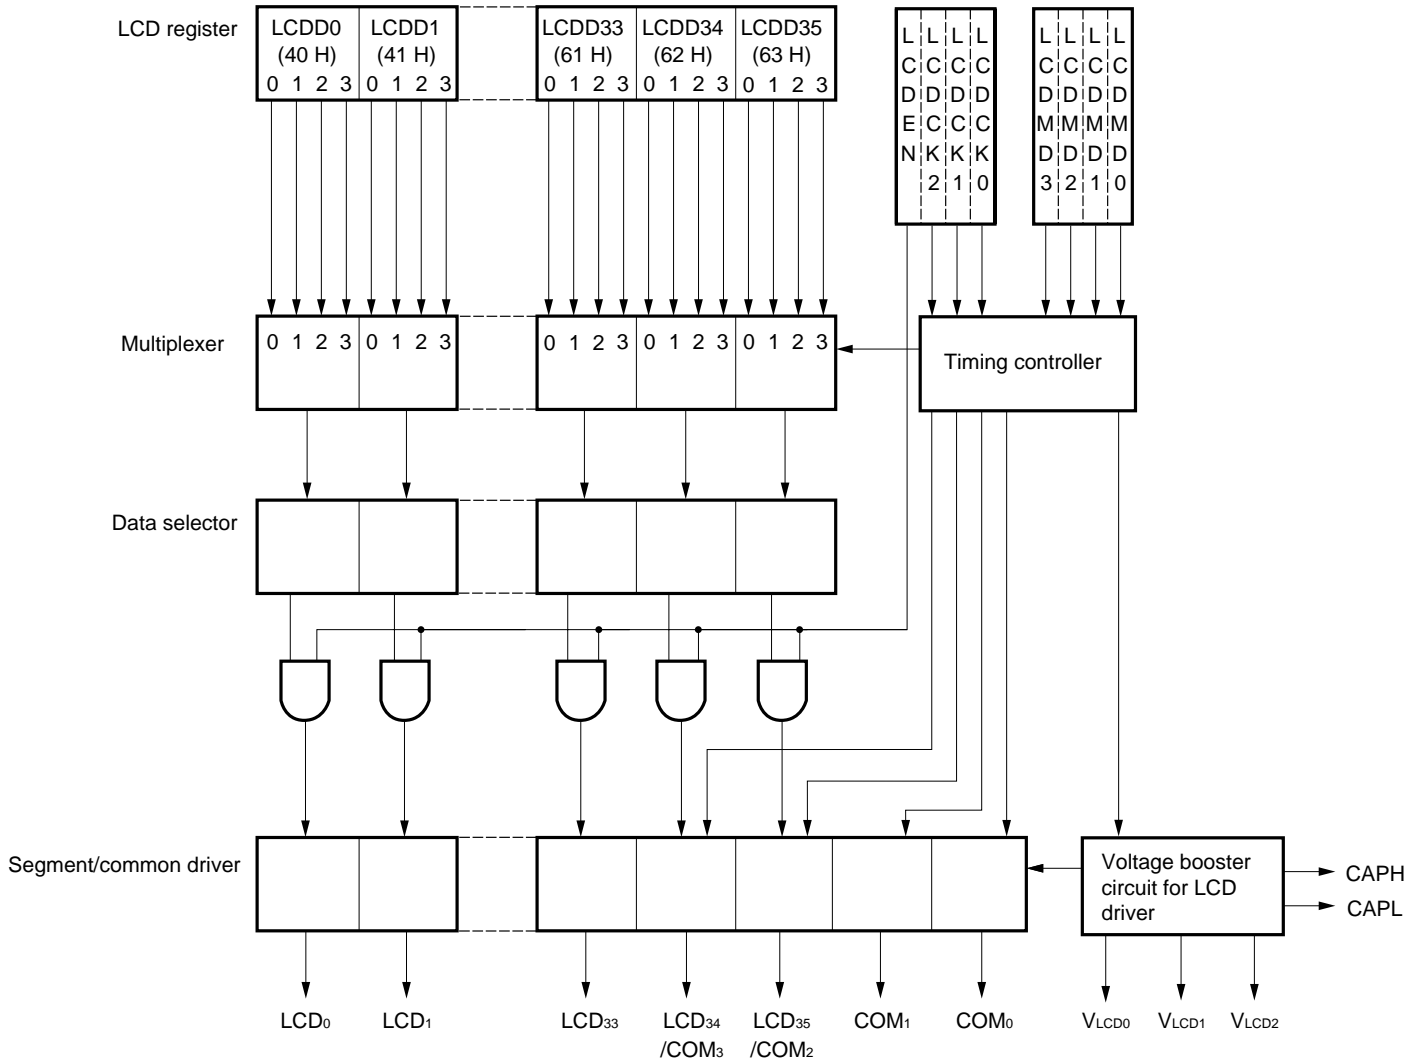 LCD register
LCDD0 LCDD1 LCDD33 LCDD34 LCDD35
(40 H) (41 H) (61 H) (62 H) (63 H)
0 1 2 3 0 1 2 3 0 1 2 3 0 1 2 3 0 1 2 3
LCDEN
LCDCK2
LCDCK1
LCDCK0
LCDMD3
LCDMD2
LCDMD1
LCDMD0
Multiplexer
0 1 2 3 0 1 2 3 0 1 2 3 0 1 2 3 0 1 2 3
Timing controller
Data selector
Segment/common driver
Voltage booster
circuit for LCD
driver
CAPH
CAPL
LCD0 LCD1 LCD33 LCD34 LCD35 COM1 COM0 VLCD0 VLCD1 VLCD2
/COM3 /COM2